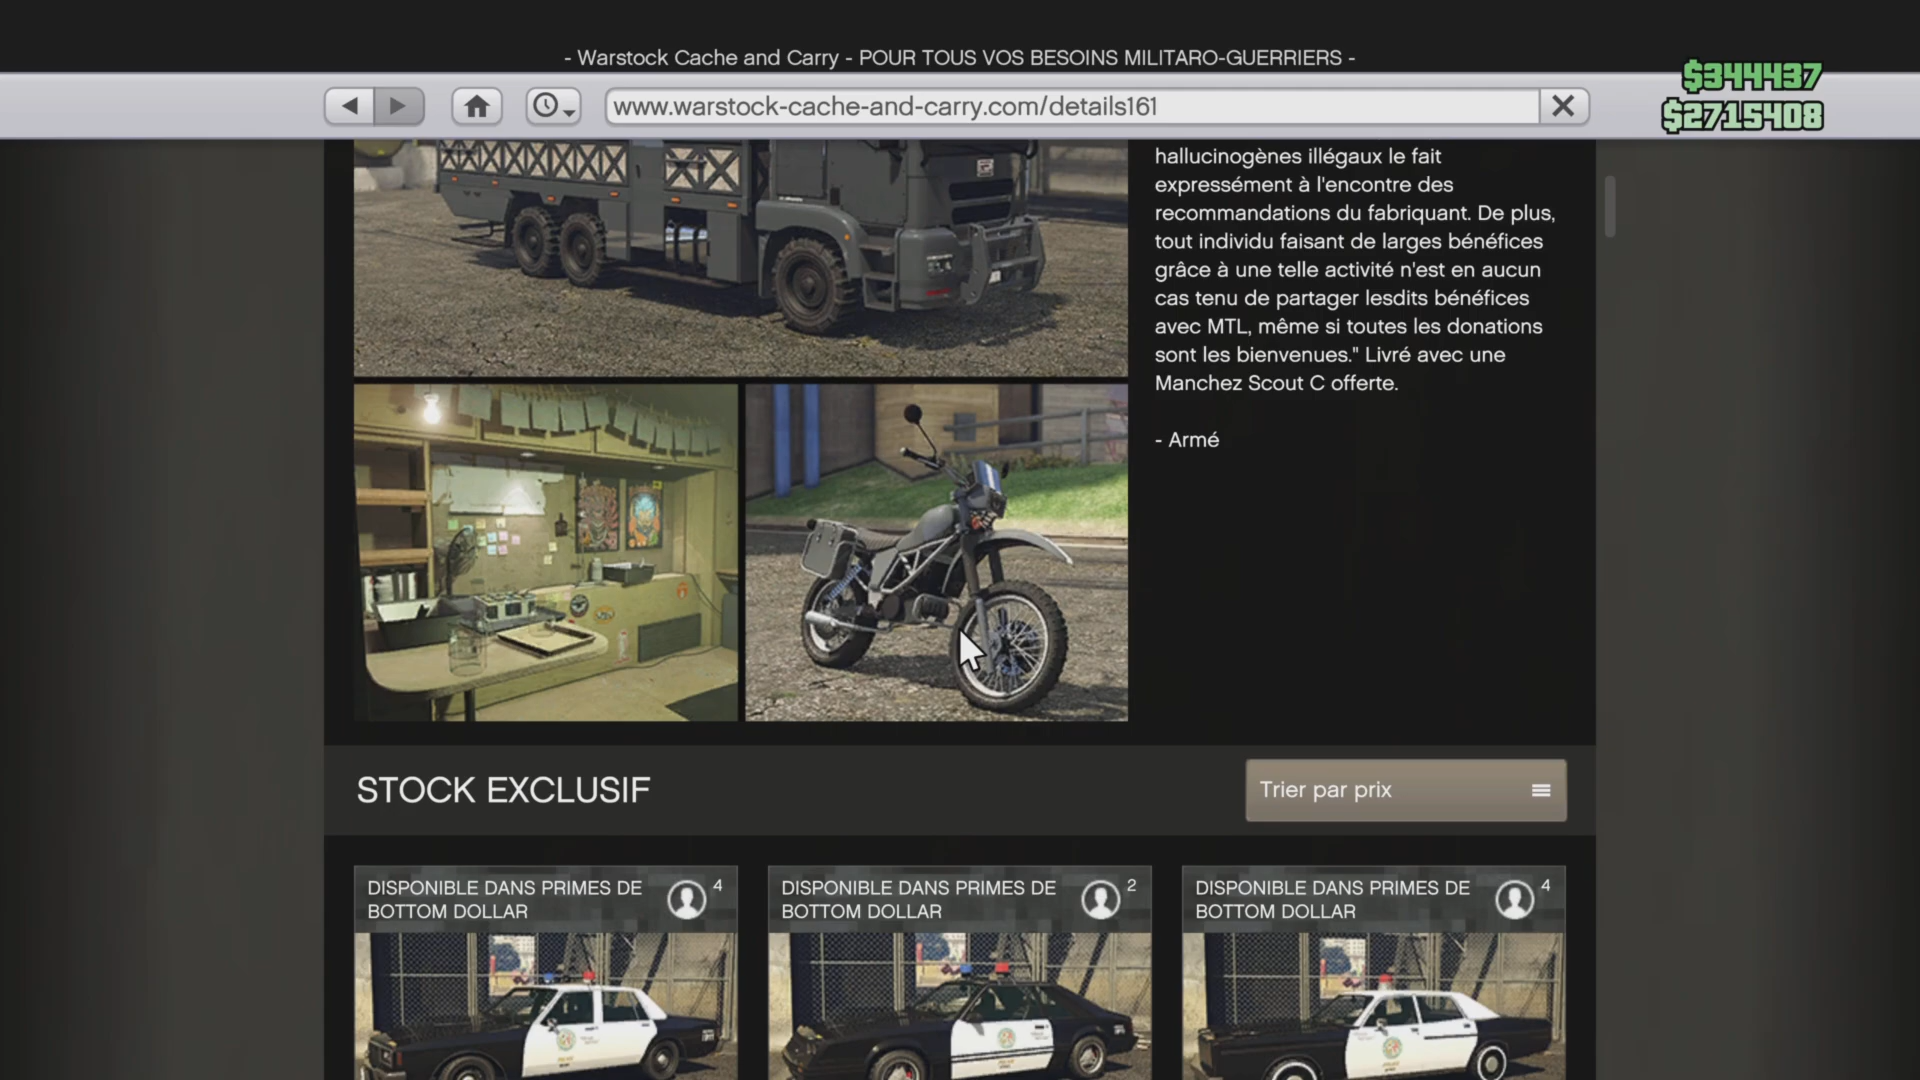 - Warstock Cache and Carry - POUR TOUS VOS BESOINS MILITARO-GUERRIERS -
$344437
www.warstock-cache-and-carry.com/details161
$2715408
hallucinogènes illégaux le fait
expressément à l'encontre des
recommandations du fabriquant. De plus,
tout individu faisant de larges bénéfices
grâce à une telle activité n'est en aucun
cas tenu de partager lesdits bénéfices
avec MTL, même si toutes les donations
sont les bienvenues." Livré avec une
Manchez Scout C offerte.
- Armé
STOCK EXCLUSIF
Trier par prix
DISPONIBLE DANS PRIMES DE
BOTTOM DOLLAR
4
DISPONIBLE DANS PRIMES DE
BOTTOM DOLLAR
2
DISPONIBLE DANS PRIMES DE
BOTTOM DOLLAR
4